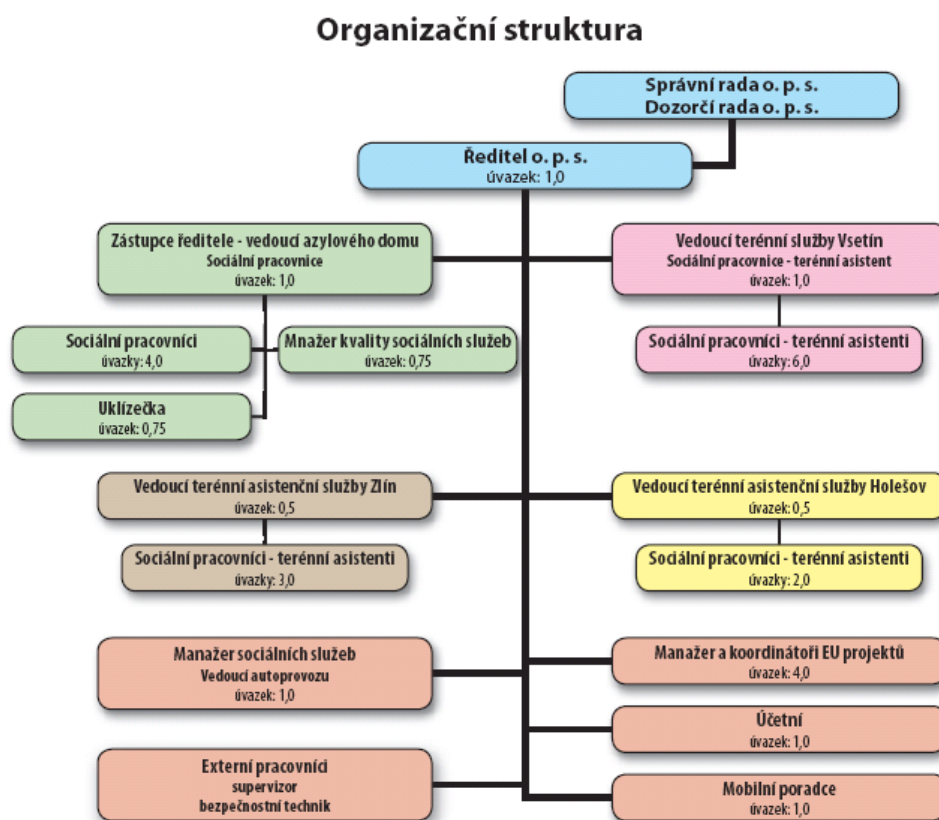 Organizační struktura
Správní rada o. p. s.
Dozorčí rada o. p. s.
Ředitel o. p. s.
úvazek: 1,0
Zástupce ředitele - vedoucí azylového domu
Sociální pracovnice
úvazek: 1,0
Vedoucí terénní služby Vsetín
Sociální pracovnice - terénní asistent
úvazek: 1,0
Sociální pracovníci
úvazky: 4,0
Mnažer kvality sociálních služeb
úvazek: 0,75
Sociální pracovníci - terénní asistenti
úvazky: 6,0
Uklízečka
úvazek: 0,75
Vedoucí terénní asistenční služby Zlín
úvazek: 0,5
Vedoucí terénní asistenční služby Holešov
úvazek: 0,5
Sociální pracovníci - terénní asistenti
úvazky: 3,0
Sociální pracovníci - terénní asistenti
úvazky: 2,0
Manažer sociálních služeb
Vedoucí autoprovozu
úvazek: 1,0
Manažer a koordinátoři EU projektů
úvazek: 4,0
Účetní
úvazek: 1,0
Externí pracovníci
supervizor
bezpečnostní technik
Mobilní poradce
úvazek: 1,0